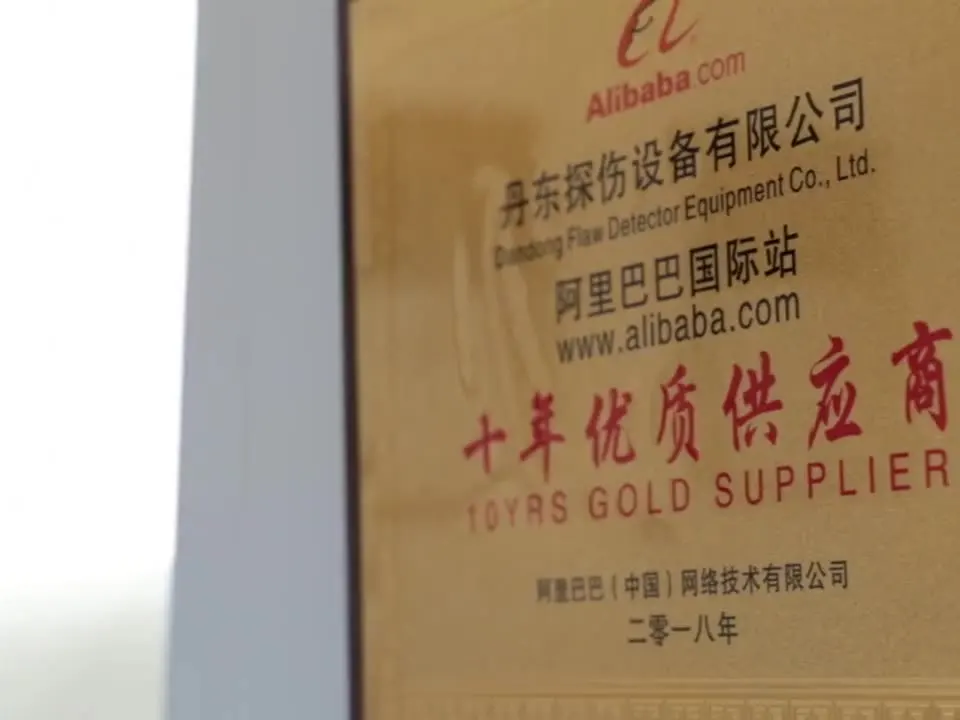 Alibaba.com
丹东探伤设备有限公司
Dandong Flaw Detector Equipment Co., Ltd.
阿里巴巴国际站
www.alibaba.com
十年优质供应商
10YRS GOLD SUPPLIER
阿里巴巴（中国）网络技术有限公司
二零一八年